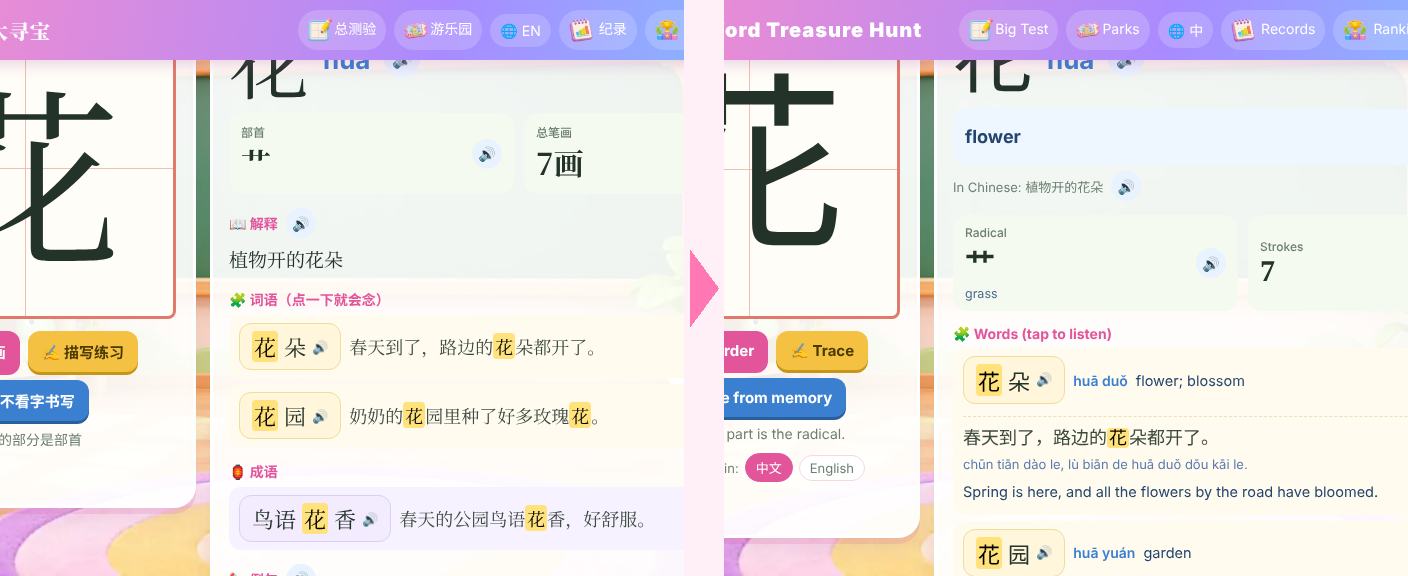 寻宝
总测验
游乐园
EN
纪录
花 huā
花
部首
艹
总笔画
7画
解释
植物开的花朵
词语（点一下就会念）
花朵 春天到了，路边的花朵都开了。
花园 奶奶的花园里种了好多玫瑰花。
成语
鸟语花香 春天的公园鸟语花香，好舒服。
画
描写练习
不看字书写
的部分是部首
ord Treasure Hunt
Big Test
Parks
中
Records
Ranki
花 huā
花
flower
In Chinese: 植物开的花朵
Radical
艹
grass
Strokes
7
Words (tap to listen)
花朵 huā duǒ flower; blossom
春天到了，路边的花朵都开了。
chūn tiān dào le, lù biān de huā duǒ dōu kāi le.
Spring is here, and all the flowers by the road have bloomed.
花园 huā yuán garden
rder
Trace
e from memory
part is the radical.
in: 中文 English